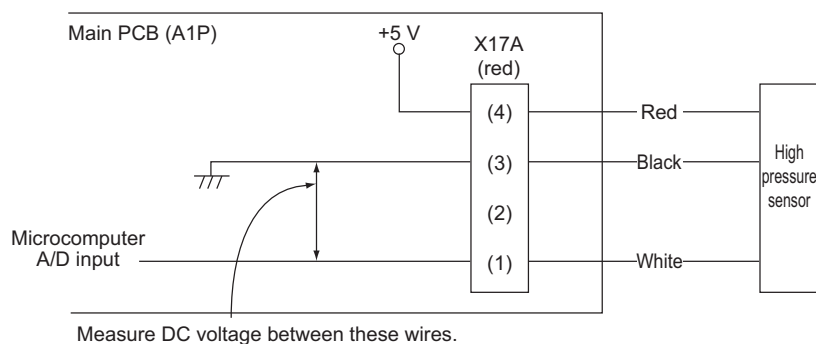 Main PCB (A1P)
+5 V
X17A
(red)
(4)
Red
(3)
Black
High
pressure
sensor
(2)
Microcomputer
A/D input
(1)
White
Measure DC voltage between these wires.